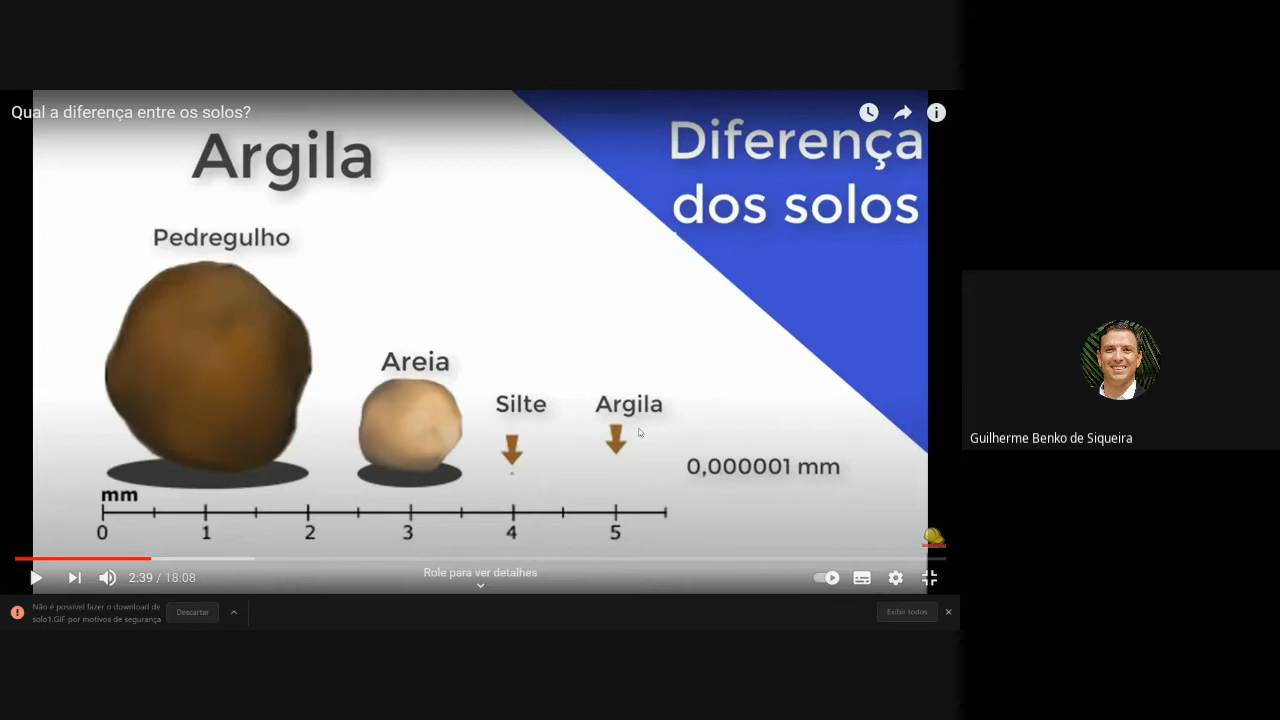 Qual a diferença entre os solos?
Argila
Diferença
dos solos
Pedregulho
Areia
Silte
Argila
0,000001 mm
mm
0 1 2 3 4 5
2:39 / 18:08
Role para ver detalhes
Não é possível fazer o download de
solo1.GIF por motivos de segurança
Descartar
Exibir todos
Guilherme Benko de Siqueira